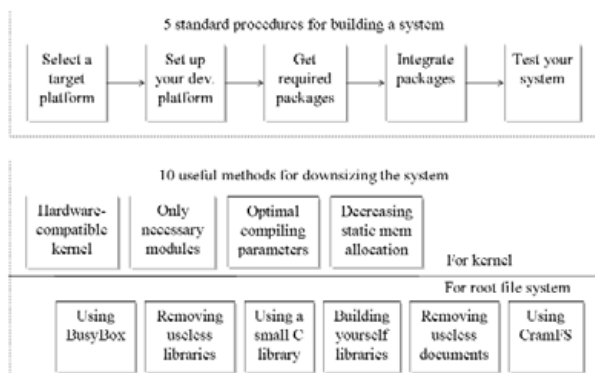 5 standard procedures for building a system
Select a
target
platform
Set up
your dev.
platform
Get
required
packages
Integrate
packages
Test your
system
10 useful methods for downsizing the system
Hardware-
compatible
kernel
Only
necessary
modules
Optimal
compiling
parameters
Decreasing
static mem
allocation
For kernel
For root file system
Using
BusyBox
Removing
useless
libraries
Using a
small C
library
Building
yourself
libraries
Removing
useless
documents
Using
CramFS